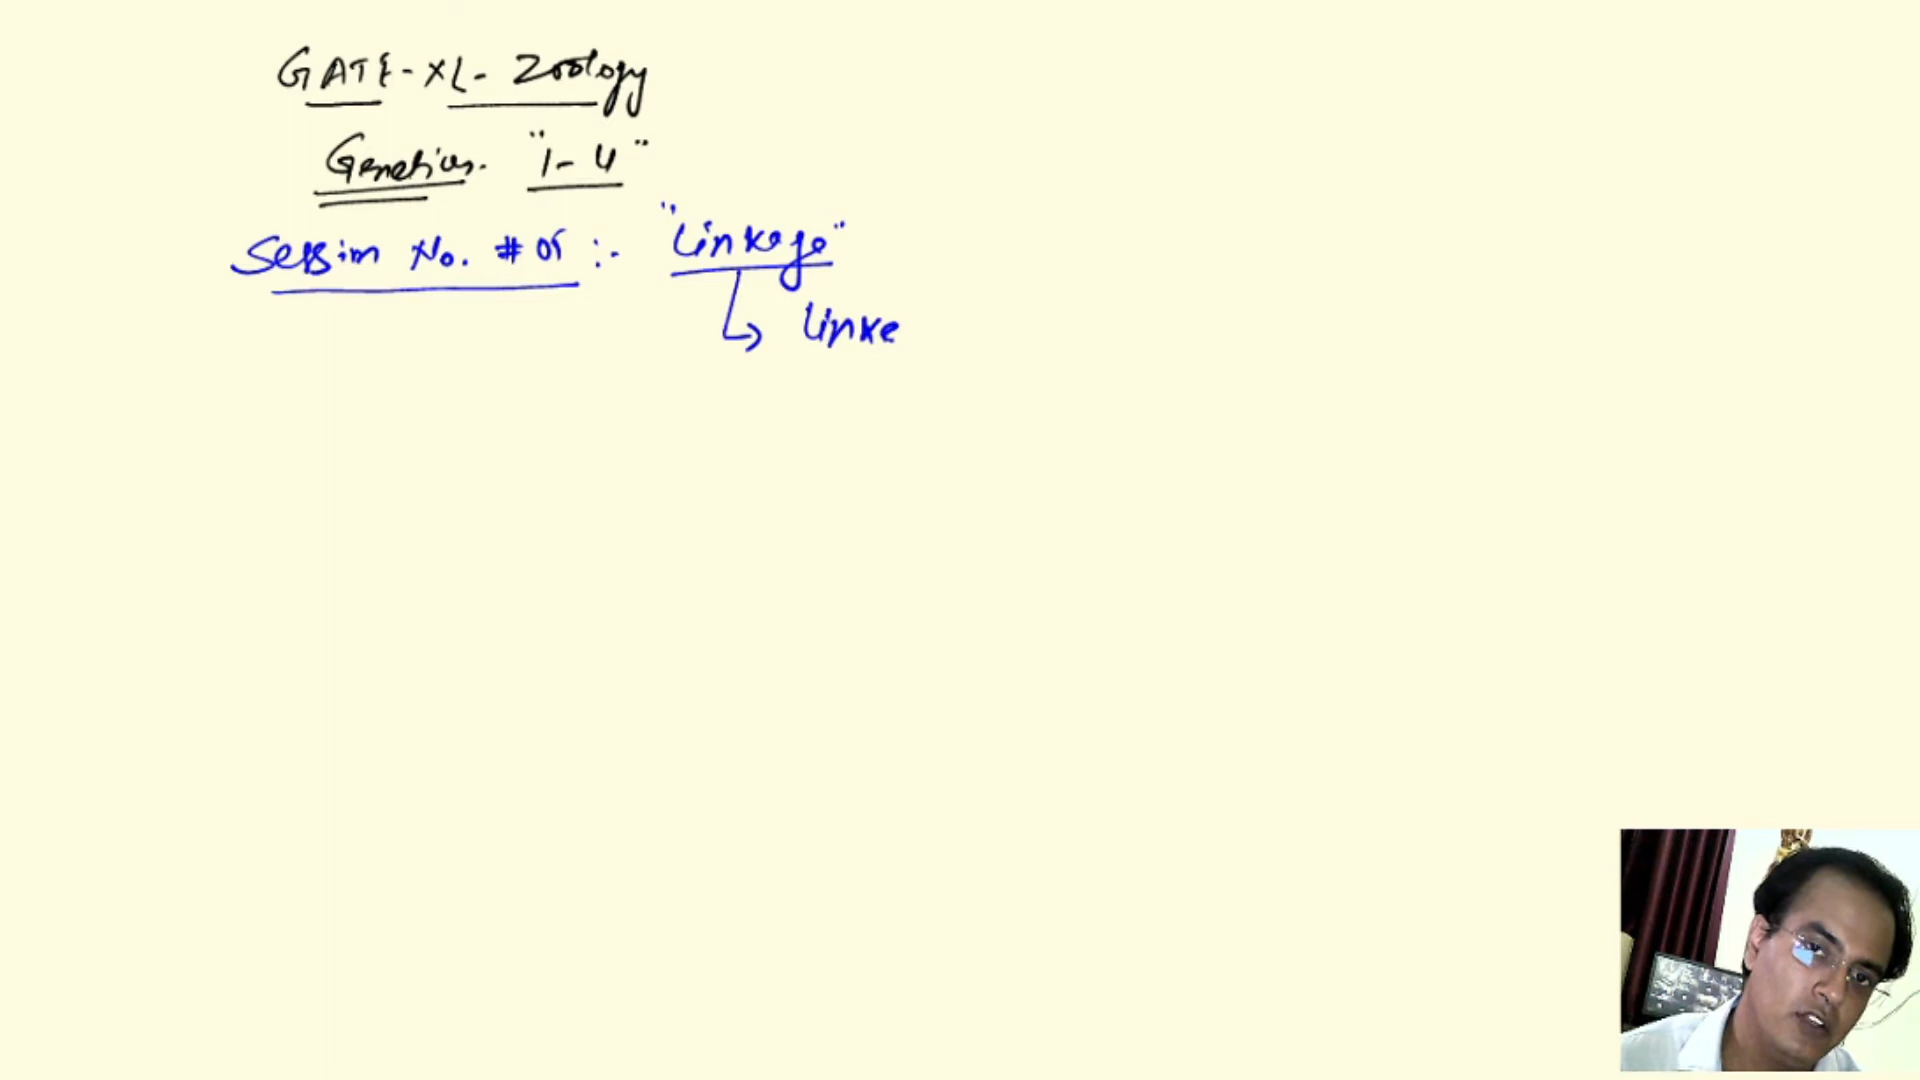 GATE-XL-Zoology
Genetics. "1-4"
Session No. #05 :- "Linkage"
Linke